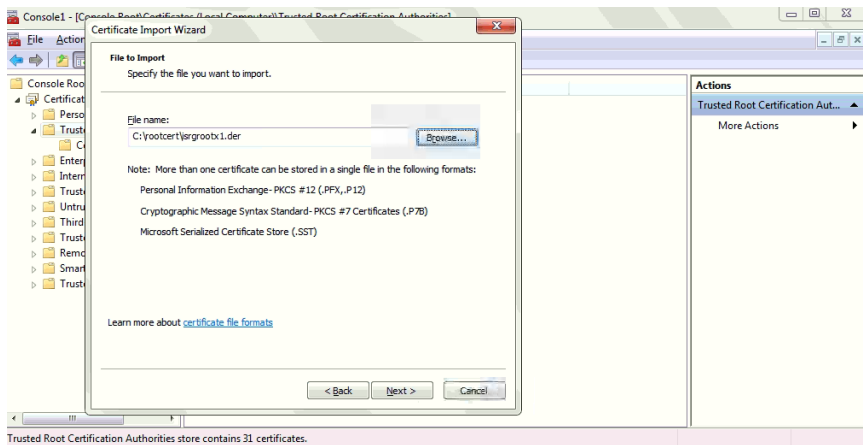 Console1 - [Console Root\Certificates (Local Computer)\Trusted Root Certification Authorities]
Certificate Import Wizard
File Action
File to Import
Specify the file you want to import.
Console Roo
Certificat
Perso
Trust
Ce
Enterp
Intern
Trust
Untru
Third
Trust
Remo
Smart
Trust
File name:
C:\rootcert\isrgrootx1.der
Browse...
Note: More than one certificate can be stored in a single file in the following formats:
Personal Information Exchange- PKCS #12 (.PFX,.P12)
Cryptographic Message Syntax Standard- PKCS #7 Certificates (.P7B)
Microsoft Serialized Certificate Store (.SST)
Learn more about certificate file formats
< Back Next > Cancel
Actions
Trusted Root Certification Aut...
More Actions
Trusted Root Certification Authorities store contains 31 certificates.